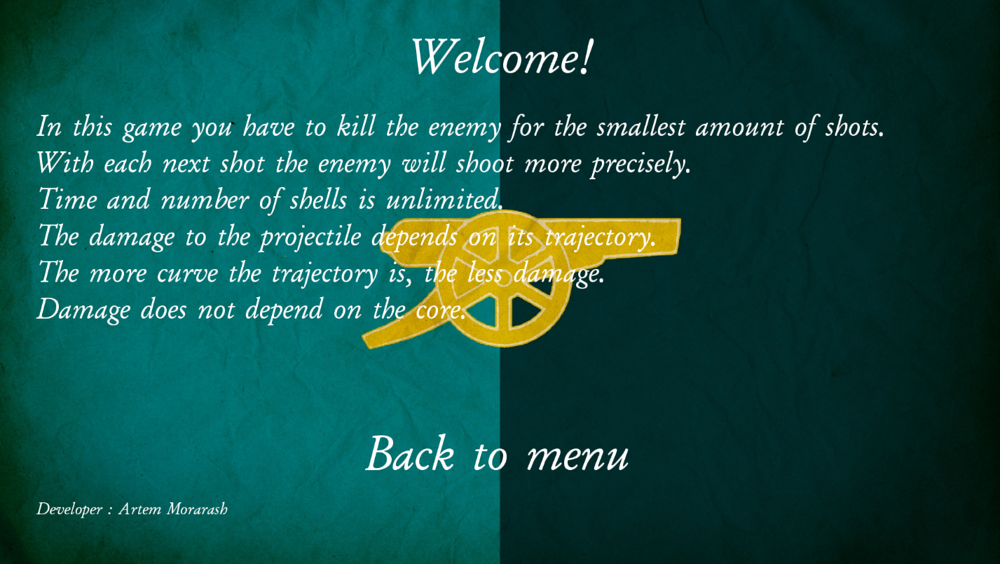 Welcome!
In this game you have to kill the enemy for the smallest amount of shots.
With each next shot the enemy will shoot more precisely.
Time and number of shells is unlimited.
The damage to the projectile depends on its trajectory.
The more curve the trajectory is, the less damage.
Damage does not depend on the core.
Back to menu
Developer : Artem Morarash